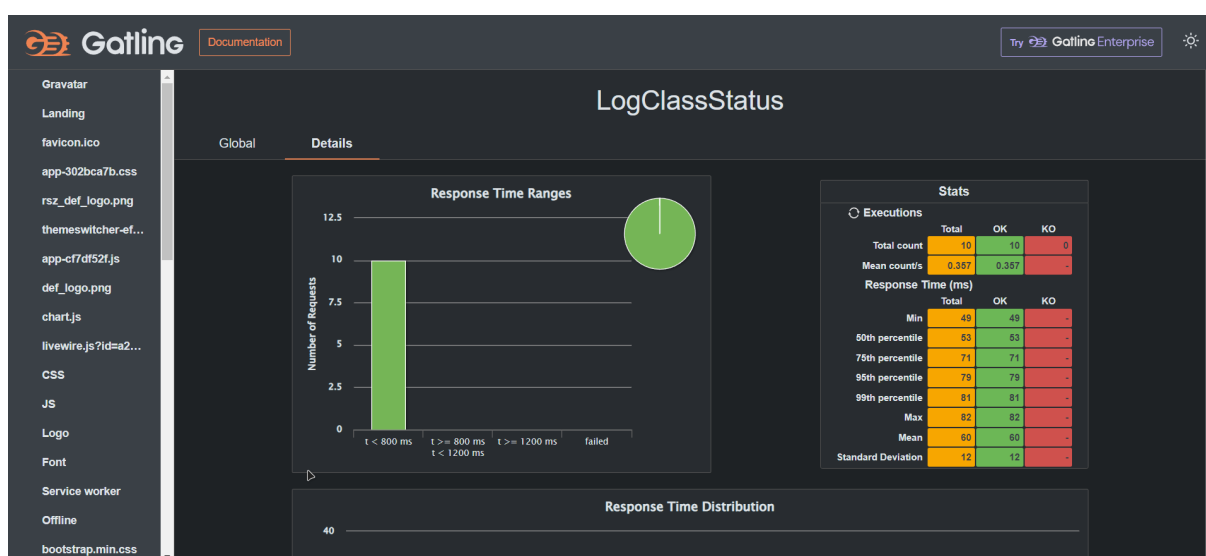 Gatling
Documentation
Try Gatling Enterprise
Gravatar
Landing
favicon.ico
app-302bca7b.css
rsz_def_logo.png
themeswitcher-ef...
app-cf7df52f.js
def_logo.png
chart.js
livewire.js?id=a2...
CSS
JS
Logo
Font
Service worker
Offline
bootstrap.min.css
LogClassStatus
Global Details
Response Time Ranges
12.5
10
7.5
5
2.5
0
Number of Requests
t < 800 ms t >= 800 ms t >= 1200 ms failed
t < 1200 ms
Stats
Executions
Total OK KO
Total count 10 10 0
Mean count/s 0.357 0.357 -
Response Time (ms)
Total OK KO
Min 49 49 -
50th percentile 53 53 -
75th percentile 71 71 -
95th percentile 79 79 -
99th percentile 81 81 -
Max 82 82 -
Mean 60 60 -
Standard Deviation 12 12 -
Response Time Distribution
40